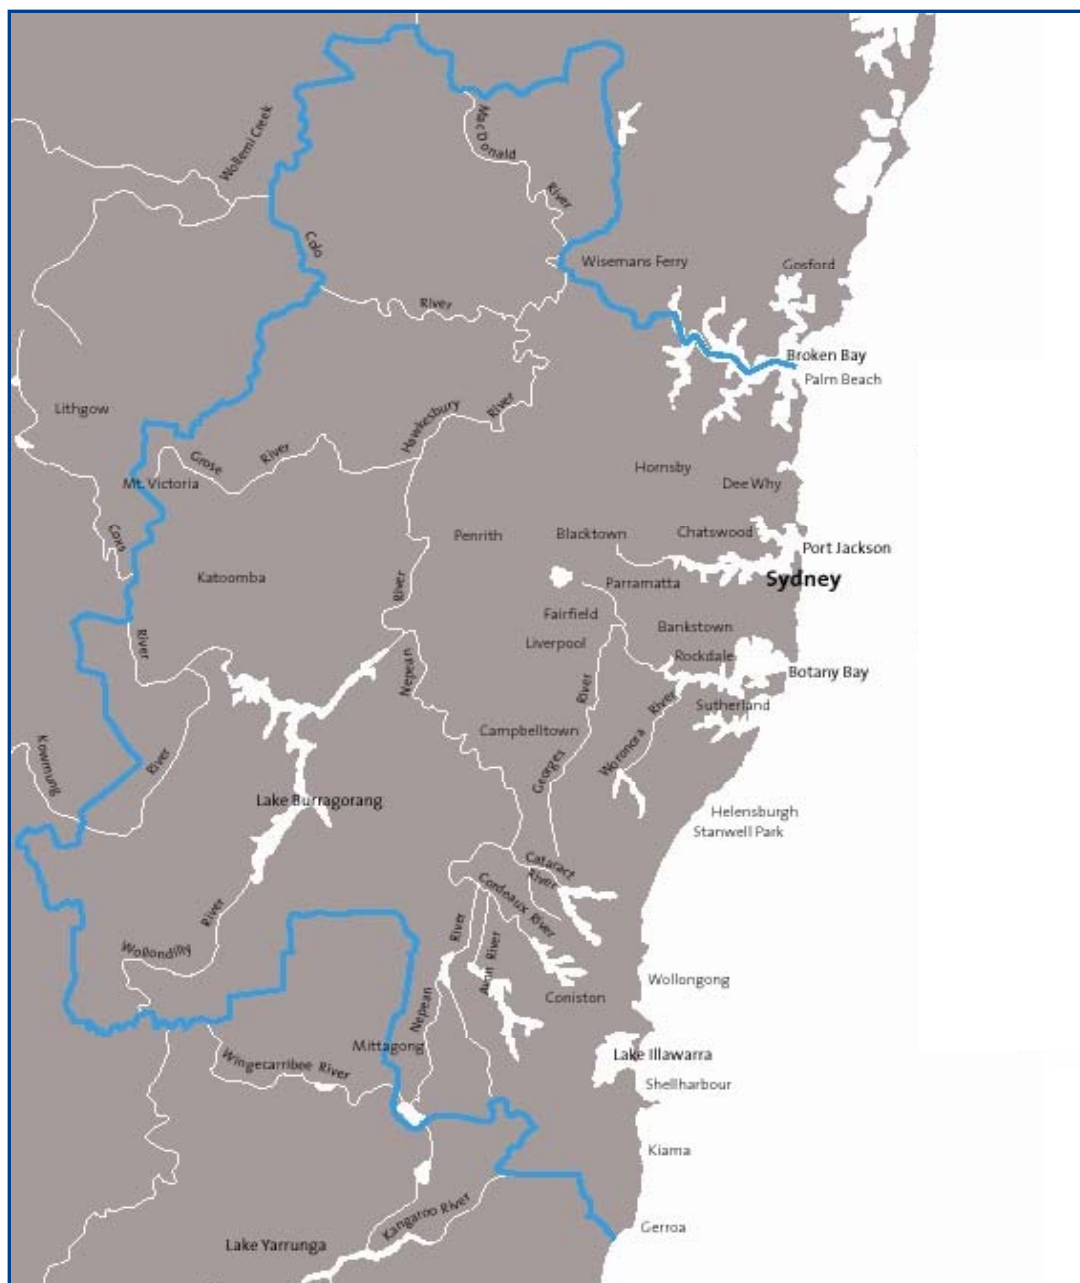 Wollemi Creek
MacDonald
River
Colo
River
Wisemans Ferry
Gosford
Broken Bay
Palm Beach
Lithgow
Hawkesbury
River
Grose
River
Mt. Victoria
Hornsby
Dee Why
Coxs
Penrith
Blacktown
Chatswood
Port Jackson
Sydney
Katoomba
River
Parramatta
Fairfield
Bankstown
Liverpool
River
Rockdale
Nepean
Botany Bay
River
River
Sutherland
Campbelltown
Kowmung
River
Georges
Woronora
Lake Burragorang
Helensburgh
Stanwell Park
Cataract
River
Cordeaux River
River
River
Avon River
Wollondilly
Wollongong
Nepean
Coniston
Mittagong
Lake Illawarra
Wingecarribee River
Shellharbour
Kiama
Kangaroo River
Gerroa
Lake Yarrunga